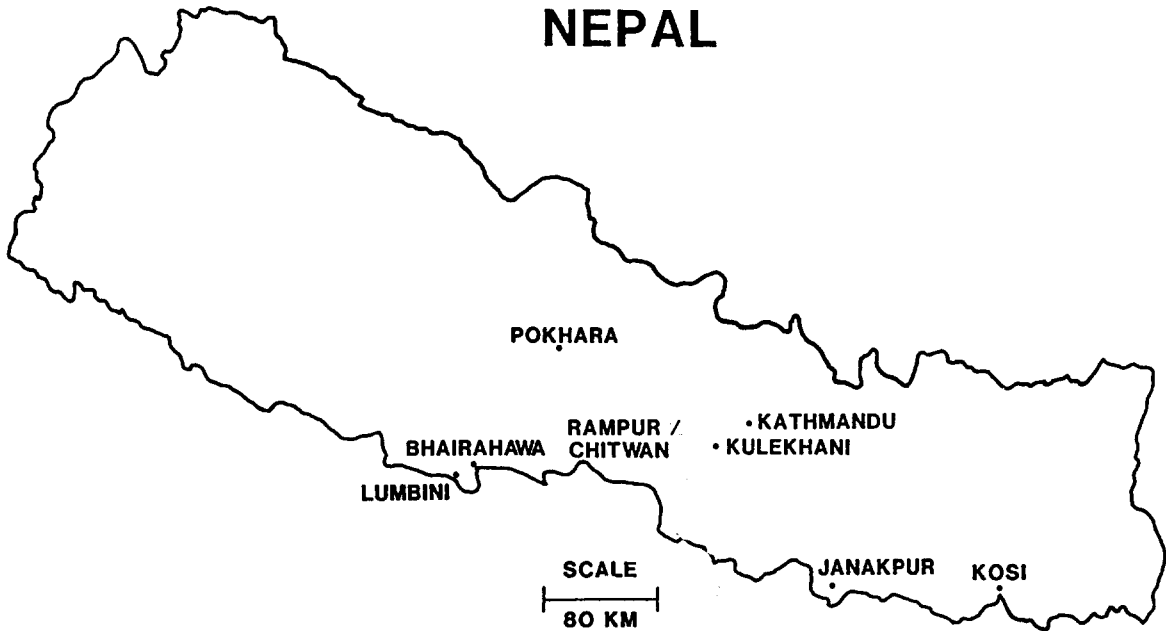 NEPAL
POKHARA
RAMPUR /
CHITWAN
KATHMANDU
KULEKHANI
BHAIRAHAWA
LUMBINI
SCALE
80 KM
JANAKPUR
KOSI